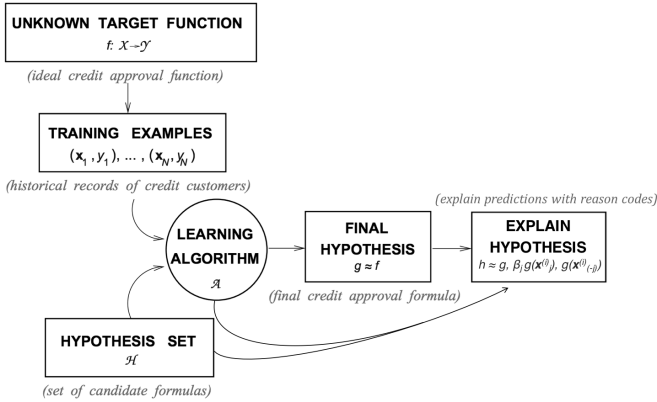 UNKNOWN TARGET FUNCTION
f: 𝒳→𝒴
(ideal credit approval function)
TRAINING EXAMPLES
(x₁, y₁), ... , (x_N, y_N)
(historical records of credit customers)
LEARNING
ALGORITHM
𝒜
FINAL
HYPOTHESIS
g ≈ f
(final credit approval formula)
(explain predictions with reason codes)
EXPLAIN
HYPOTHESIS
h ≈ g, βⱼ g(x⁽ⁱ⁾ⱼ), g(x⁽ⁱ⁾₍₋ⱼ₎)
HYPOTHESIS SET
ℋ
(set of candidate formulas)